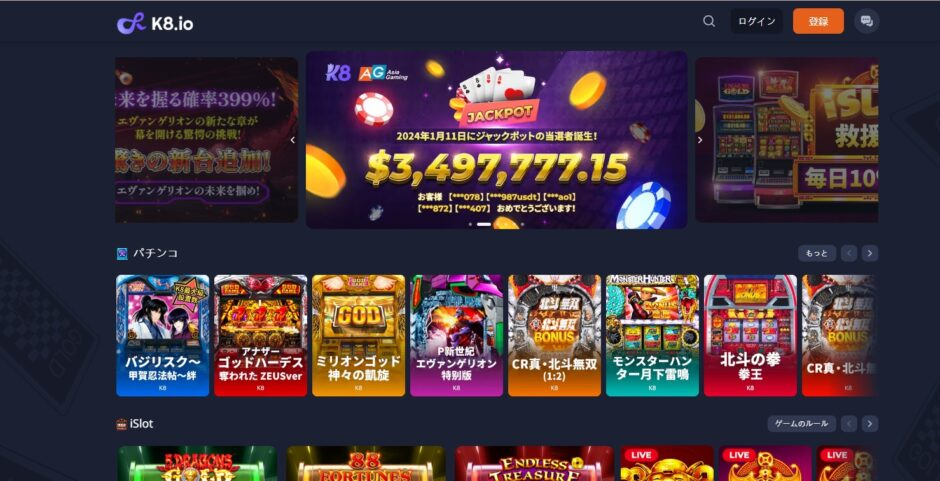 K8.io
ログイン
登録
未来を握る確率399%!
エヴァンゲリオンの新たな章が
幕を開ける驚愕の挑戦!
驚きの新台追加!
エヴァンゲリオンの未来を掴め!
K8 AG Asia Gaming
JACKPOT
2024年1月11日にジャックポットの当選者誕生!
$3,497,777.15
お客様 【***078】【***987usdt】【***ao1】
【***872】【***407】 おめでとうございます!
iSL
救援
毎日10%
パチンコ
もっと
バジリスク～
甲賀忍法帖～絆
K8
アナザー
ゴッドハーデス
奪われた ZEUSver
K8
GOD
ミリオンゴッド
神々の凱旋
K8
P新世紀
エヴァンゲリオン
特別版
K8
北斗無双
BONUS
CR真・北斗無双
(1:2)
K8
MONSTER HUNTER
モンスターハン
ター月下雷鳴
K8
BONUS
北斗の拳
拳王
K8
北斗無双
BONUS
CR真・北斗無
K8
iSlot
ゲームのルール
5 DRAGONS
88
FORTUNES
ENDLESS
TREASURE
LIVE
LIVE
LIVE